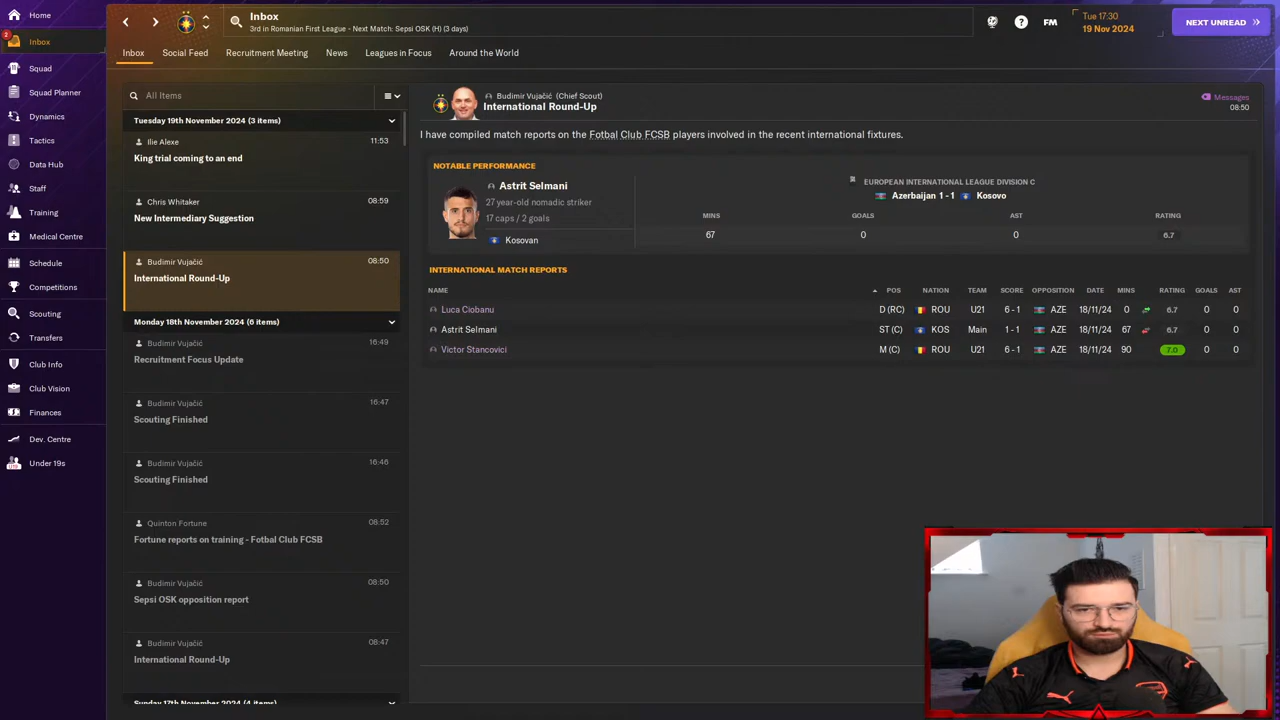 Home
2
Inbox
Squad
Squad Planner
Dynamics
Tactics
Data Hub
Staff
Training
Medical Centre
Schedule
Competitions
Scouting
Transfers
Club Info
Club Vision
Finances
Dev. Centre
Under 19s
Inbox
3rd in Romanian First League - Next Match: Sepsi OSK (H) (3 days)
FM
Tue 17:30
19 Nov 2024
NEXT UNREAD
Inbox Social Feed Recruitment Meeting News Leagues in Focus Around the World
All Items
Tuesday 19th November 2024 (3 items)
Ilie Alexe 11:53
King trial coming to an end
Chris Whitaker 08:59
New Intermediary Suggestion
Budimir Vujačić 08:50
International Round-Up
Monday 18th November 2024 (6 items)
Budimir Vujačić 16:49
Recruitment Focus Update
Budimir Vujačić 16:47
Scouting Finished
Budimir Vujačić 16:46
Scouting Finished
Quinton Fortune 08:52
Fortune reports on training - Fotbal Club FCSB
Budimir Vujačić 08:50
Sepsi OSK opposition report
Budimir Vujačić 08:47
International Round-Up
Sunday 17th November 2024 (4 items)
Budimir Vujačić (Chief Scout)
International Round-Up
Messages
08:50
I have compiled match reports on the Fotbal Club FCSB players involved in the recent international fixtures.
NOTABLE PERFORMANCE
Astrit Selmani
27 year-old nomadic striker
17 caps / 2 goals
Kosovan
EUROPEAN INTERNATIONAL LEAGUE DIVISION C
Azerbaijan 1 - 1 Kosovo
MINS GOALS AST RATING
67 0 0 6.7
INTERNATIONAL MATCH REPORTS
NAME POS NATION TEAM SCORE OPPOSITION DATE MINS RATING GOALS AST
Luca Ciobanu D (RC) ROU U21 6 - 1 AZE 18/11/24 0 6.7 0 0
Astrit Selmani ST (C) KOS Main 1 - 1 AZE 18/11/24 67 6.7 0 0
Victor Stancovici M (C) ROU U21 6 - 1 AZE 18/11/24 90 7.0 0 0